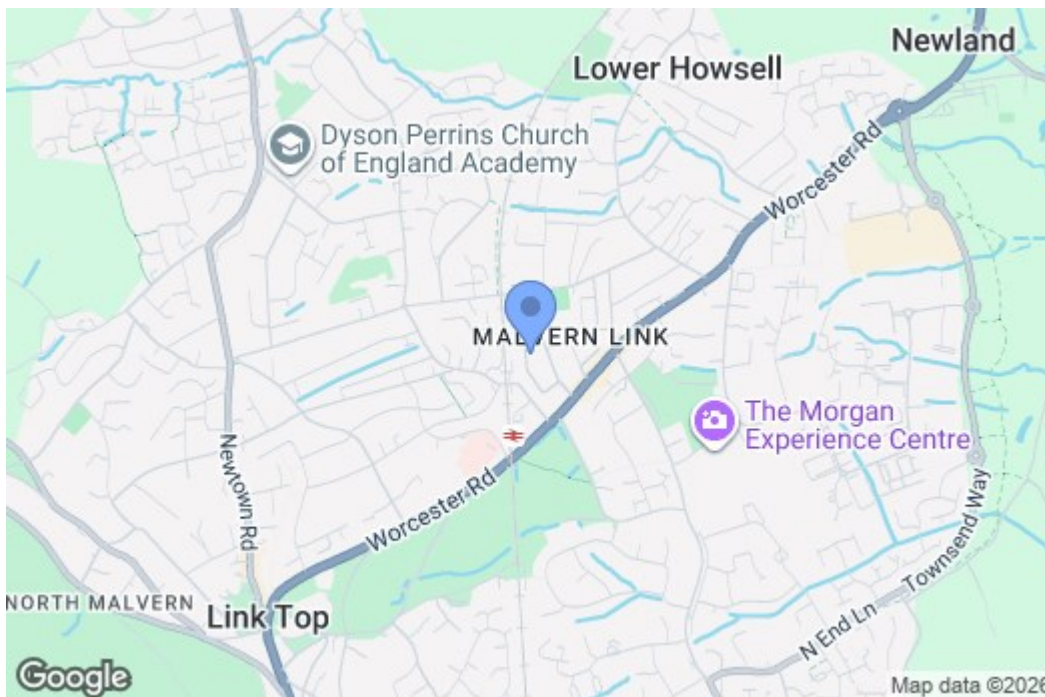 Newland
Lower Howsell
Dyson Perrins Church
of England Academy
Worcester Rd
MALVERN LINK
The Morgan
Experience Centre
Newtown Rd
Worcester Rd
Townsend Way
NORTH MALVERN
Link Top
N End Ln
Google
Map data ©2026